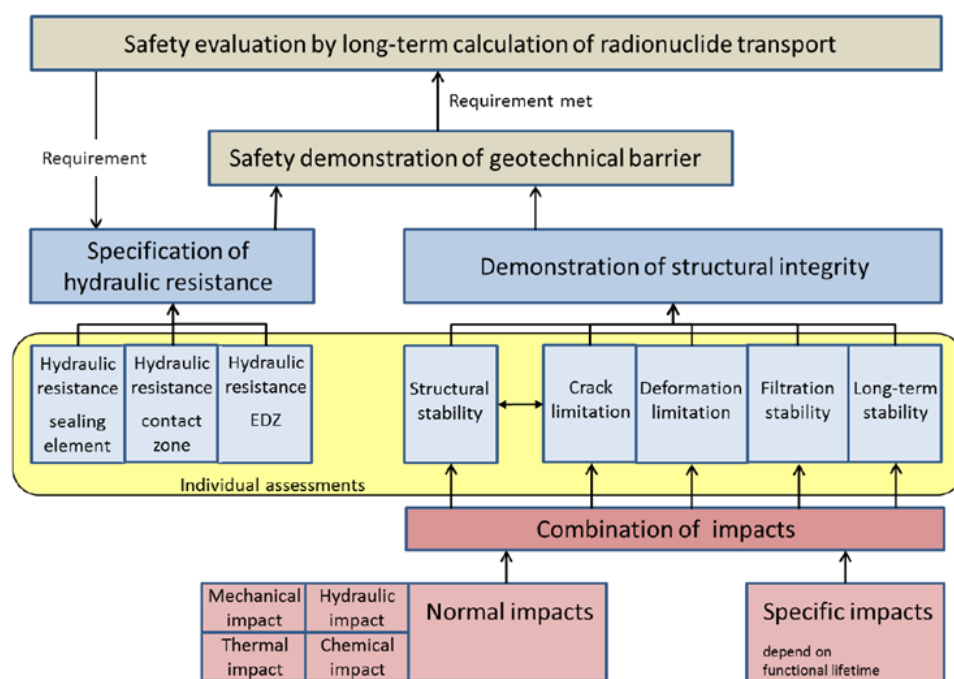 Safety evaluation by long-term calculation of radionuclide transport
Requirement met
Requirement
Safety demonstration of geotechnical barrier
Specification of
hydraulic resistance
Demonstration of structural integrity
Hydraulic
resistance
sealing
element
Hydraulic
resistance
contact
zone
Hydraulic
resistance
EDZ
Structural
stability
Crack
limitation
Deformation
limitation
Filtration
stability
Long-term
stability
Individual assessments
Combination of impacts
Mechanical
impact
Hydraulic
impact
Thermal
impact
Chemical
impact
Normal impacts
Specific impacts
depend on
functional lifetime